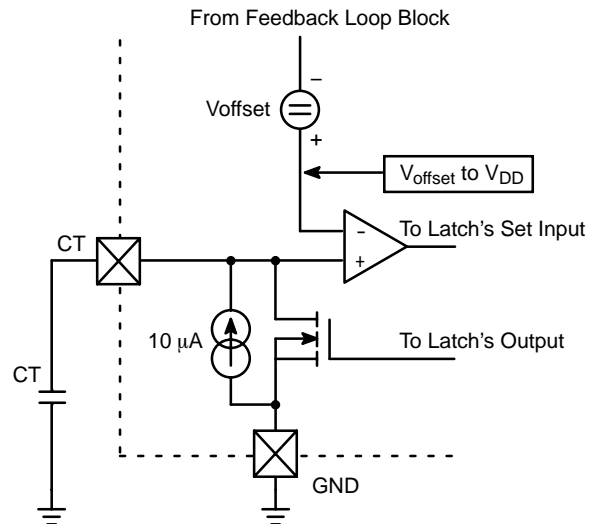 From Feedback Loop Block
−
Voffset
+
Voffset to VDD
−
To Latch's Set Input
CT
+
10 μA
To Latch's Output
CT
GND